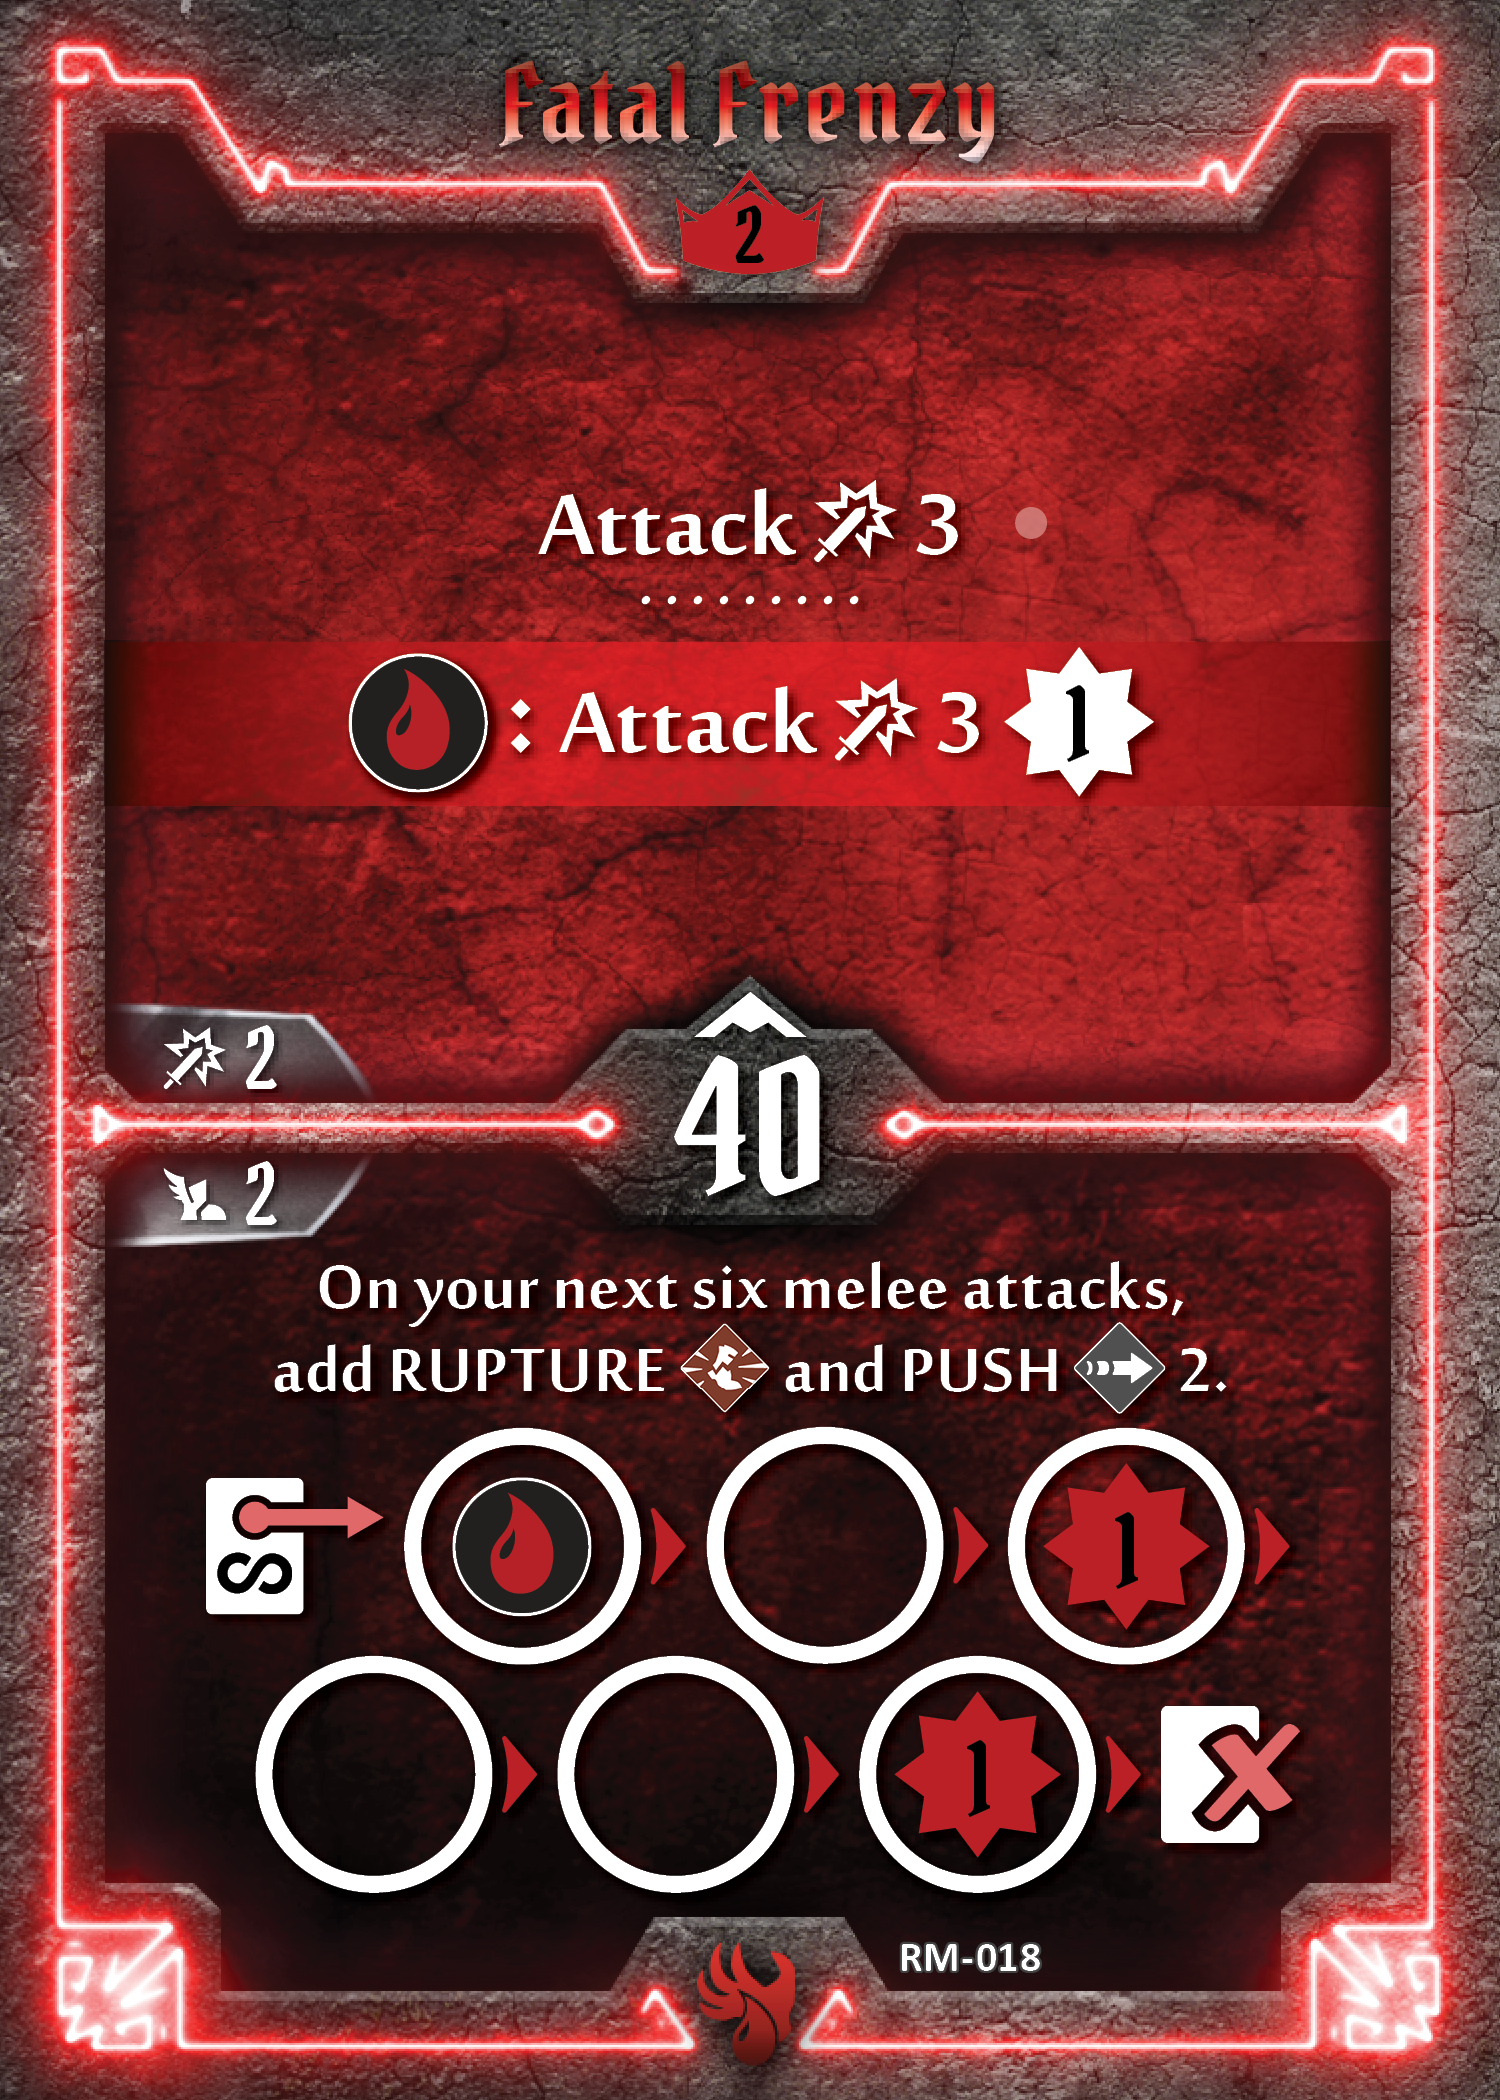 Fatal Frenzy
2
Attack 3
: Attack 3 1
2
40
2
On your next six melee attacks,
add RUPTURE and PUSH 2.
1
1
RM-018